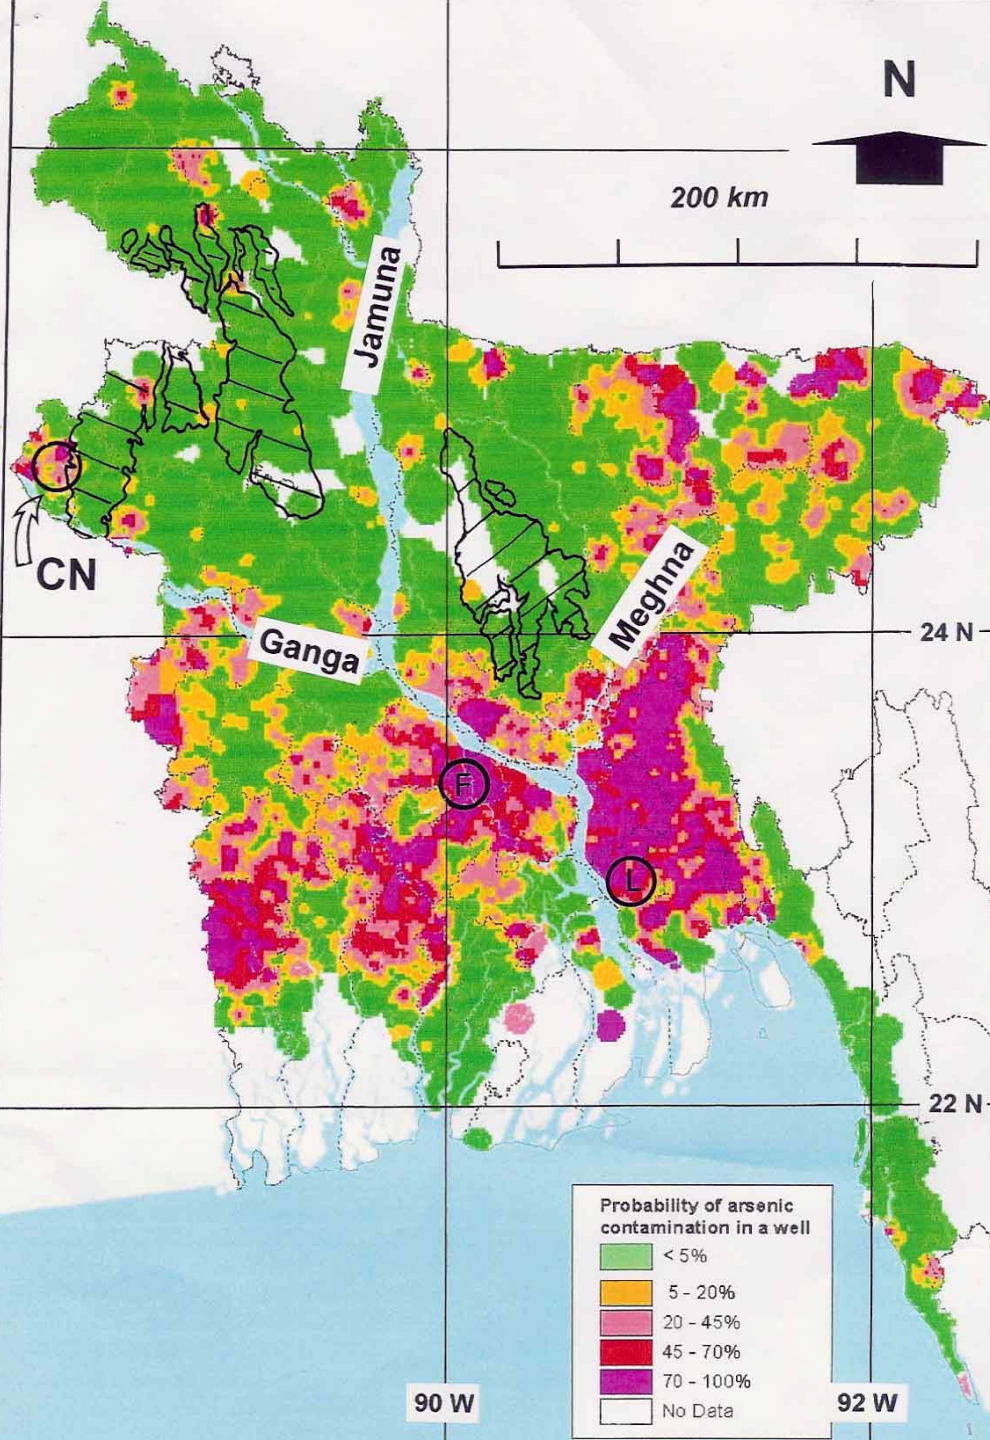 N
200 km
Jamuna
CN
Meghna
Ganga
24 N
F
L
22 N
Probability of arsenic
contamination in a well
< 5%
5 - 20%
20 - 45%
45 - 70%
70 - 100%
No Data
90 W
92 W